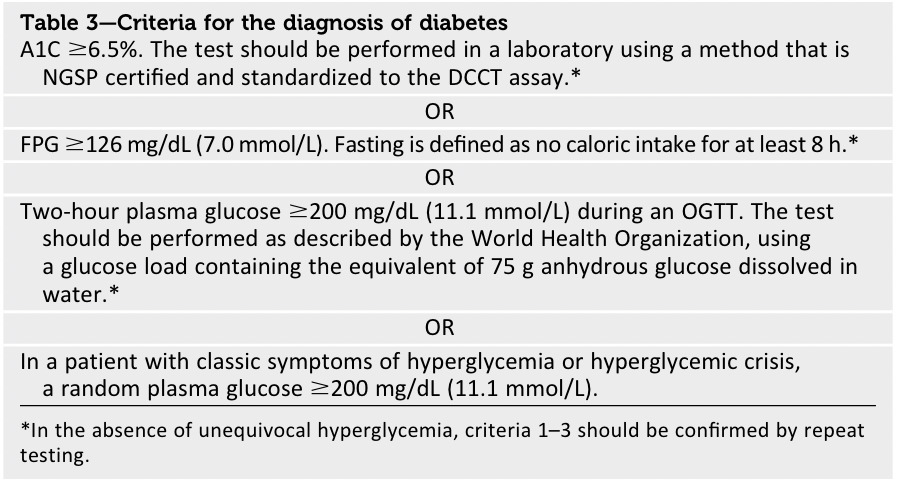 Table 3—Criteria for the diagnosis of diabetes
A1C ≥6.5%. The test should be performed in a laboratory using a method that is
NGSP certified and standardized to the DCCT assay.*
OR
FPG ≥126 mg/dL (7.0 mmol/L). Fasting is defined as no caloric intake for at least 8 h.*
OR
Two-hour plasma glucose ≥200 mg/dL (11.1 mmol/L) during an OGTT. The test
should be performed as described by the World Health Organization, using
a glucose load containing the equivalent of 75 g anhydrous glucose dissolved in
water.*
OR
In a patient with classic symptoms of hyperglycemia or hyperglycemic crisis,
a random plasma glucose ≥200 mg/dL (11.1 mmol/L).
*In the absence of unequivocal hyperglycemia, criteria 1–3 should be confirmed by repeat
testing.